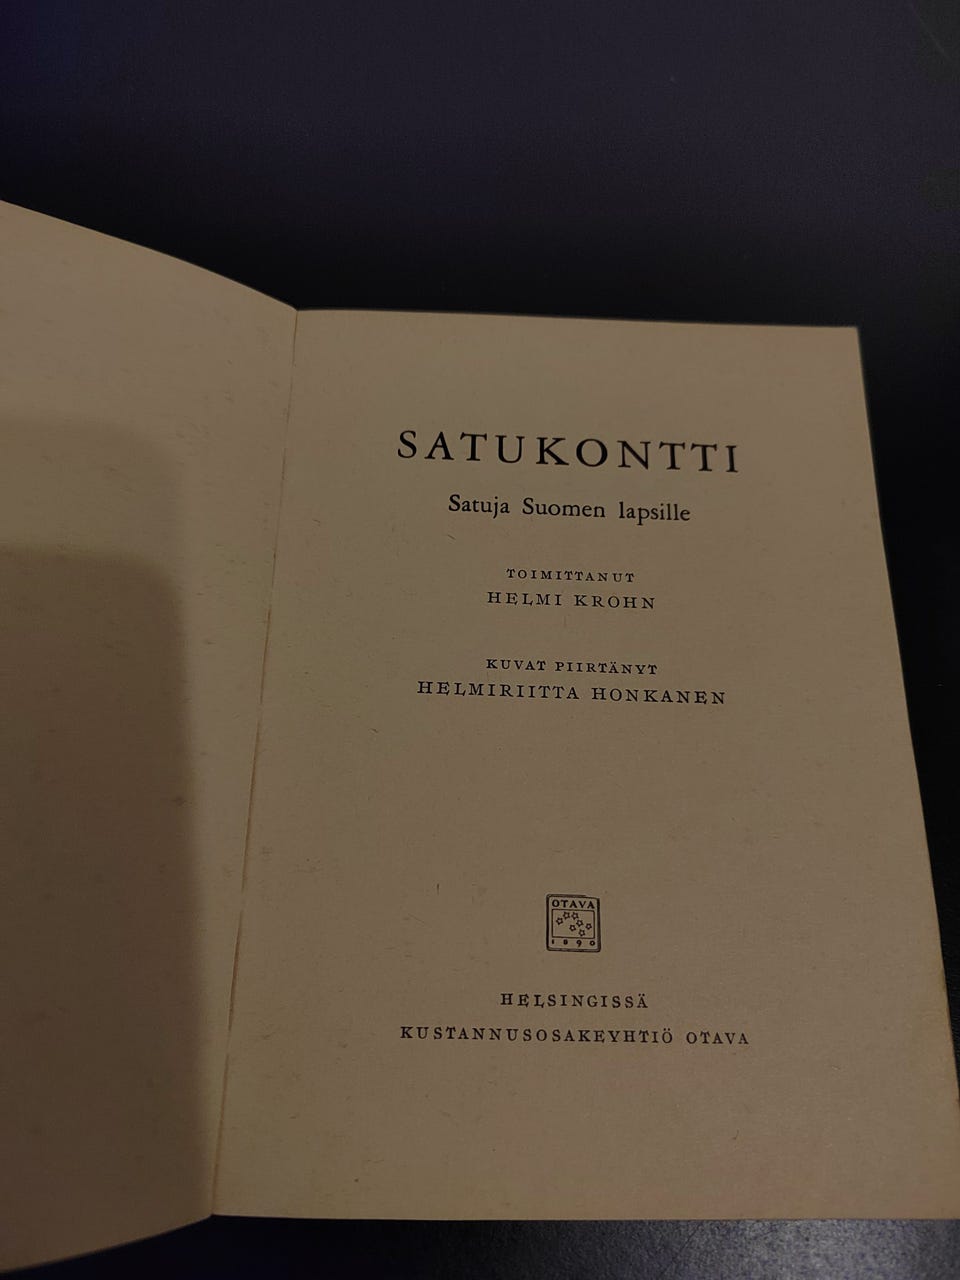 SATUKONTTI
Satuja Suomen lapsille
TOIMITTANUT
HELMI KROHN
KUVAT PIIRTÄNYT
HELMIRIITTA HONKANEN
OTAVA
1890
HELSINGISSÄ
KUSTANNUSOSAKEYHTIÖ OTAVA